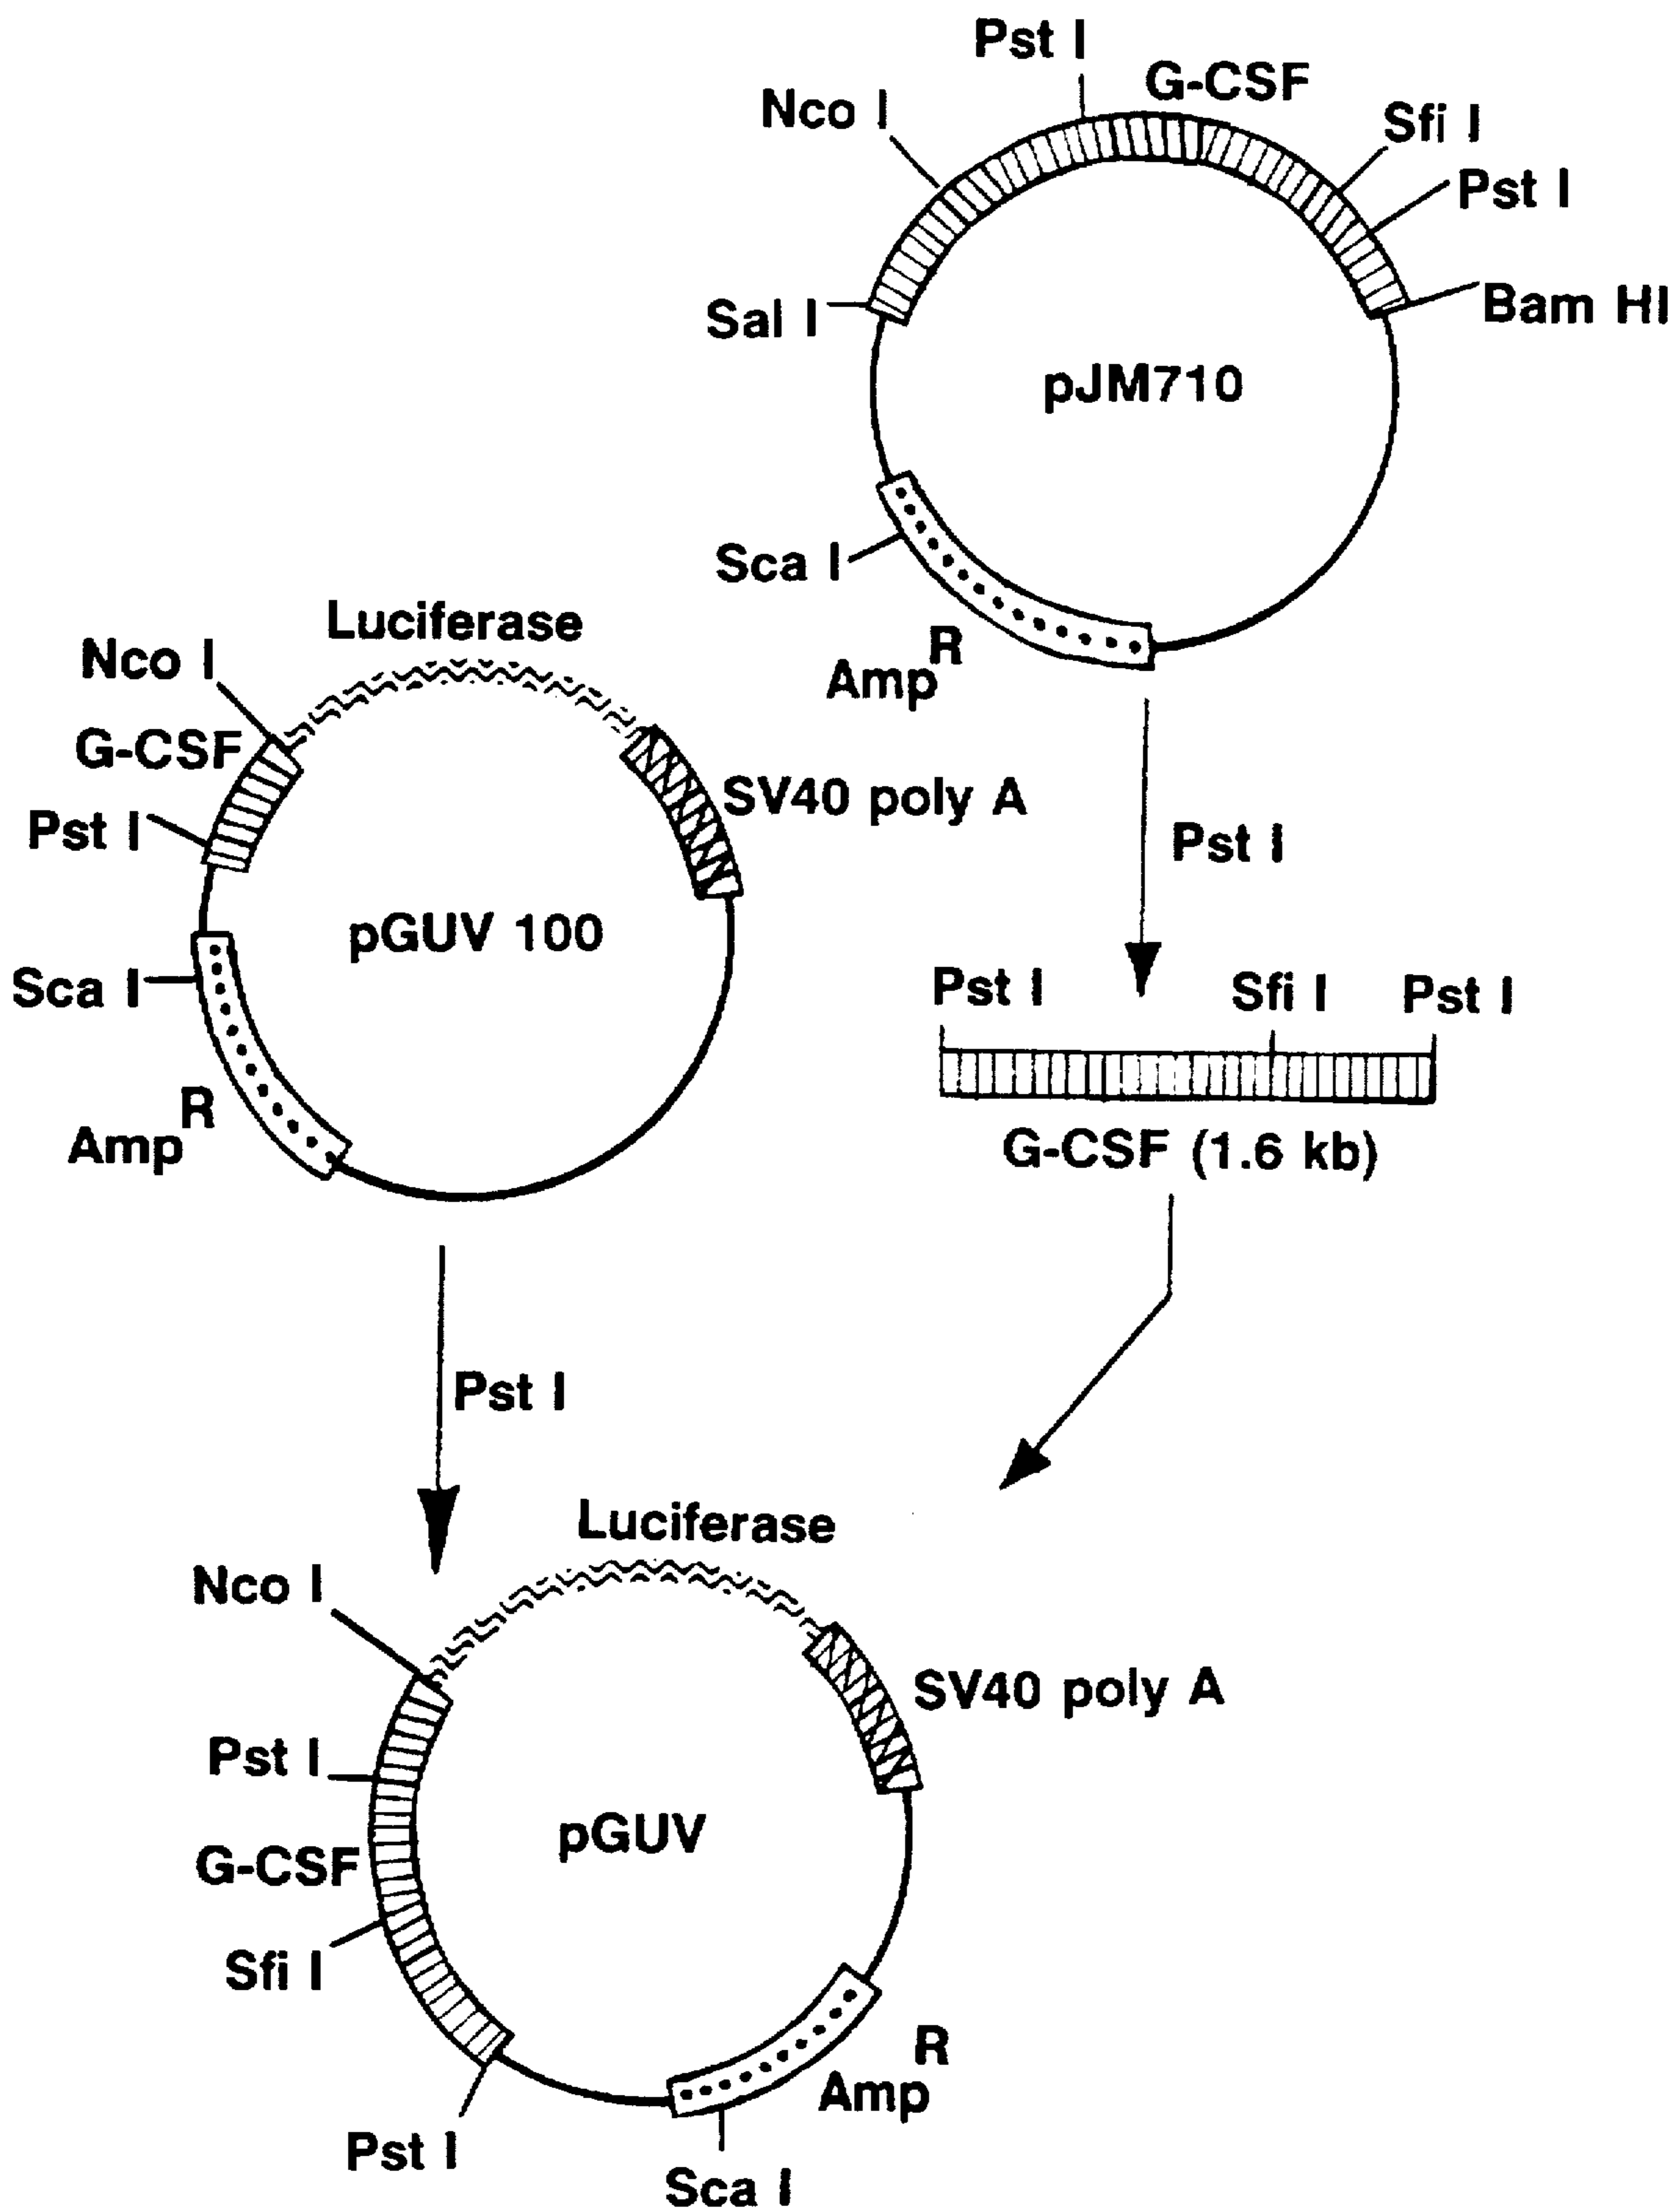 Pst I
G-CSF
Nco I
Sfi I
Pst I
Sal I
Bam HI
pJM710
Sca I
Amp R
Luciferase
Nco I
G-CSF
SV40 poly A
Pst I
pGUV 100
Sca I
Amp R
Pst I
Pst I
Sfi I
Pst I
G-CSF (1.6 kb)
Pst I
Luciferase
Nco I
SV40 poly A
Pst I
pGUV
G-CSF
Sfi I
Amp R
Pst I
Sca I